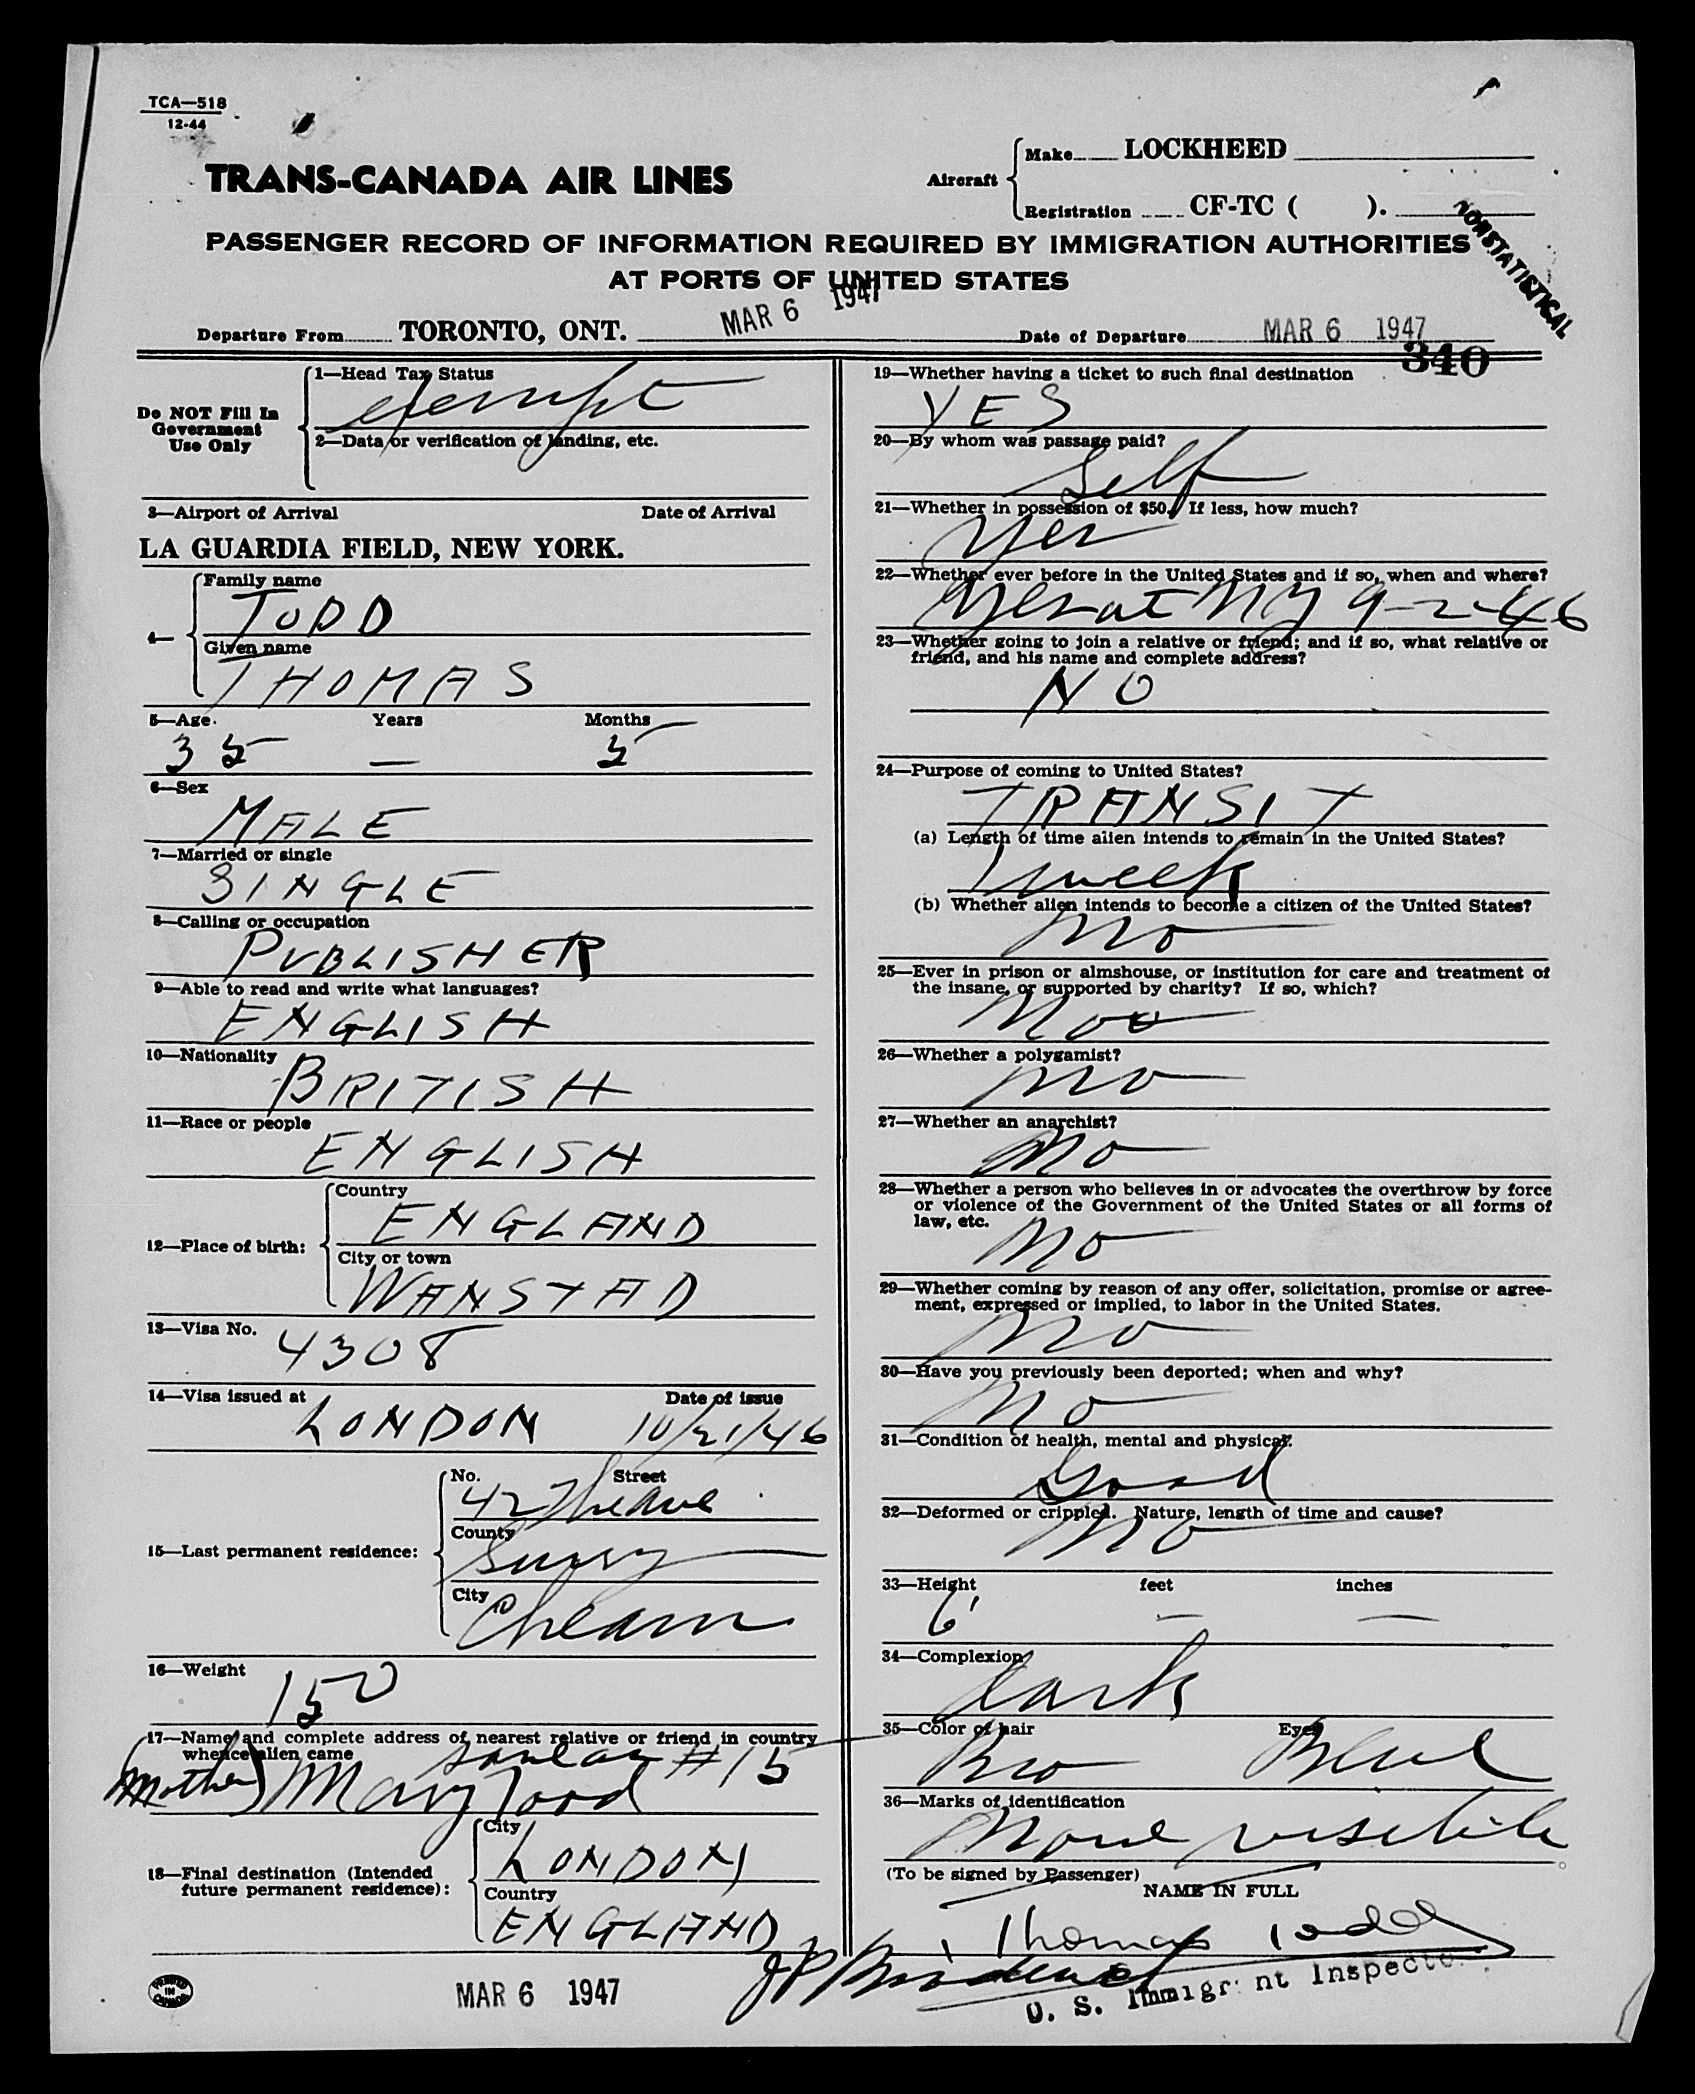 TCA—518
12-44
TRANS-CANADA AIR LINES
Aircraft
Make LOCKHEED
Registration CF-TC ( ).
NONSTATISTICAL
PASSENGER RECORD OF INFORMATION REQUIRED BY IMMIGRATION AUTHORITIES
AT PORTS OF UNITED STATES
MAR 6 1947
Departure From TORONTO, ONT.
Date of Departure MAR 6 1947
340
Do NOT Fill In
Government
Use Only
1—Head Tax Status
exempt
2—Data or verification of landing, etc.
3—Airport of Arrival Date of Arrival
LA GUARDIA FIELD, NEW YORK.
4—
Family name
TODD
Given name
THOMAS
5—Age. Years Months
35 — 5
6—Sex
MALE
7—Married or single
SINGLE
8—Calling or occupation
PUBLISHER
9—Able to read and write what languages?
ENGLISH
10—Nationality
BRITISH
11—Race or people
ENGLISH
12—Place of birth:
Country
ENGLAND
City or town
WANSTAD
13—Visa No.
4308
14—Visa issued at Date of issue
LONDON 10/21/46
15—Last permanent residence:
No. Street
42 The Ave
County
Surry
City
Cheam
16—Weight
150
17—Name and complete address of nearest relative or friend in country
whence alien came
same as #15
(Mother) Mary Todd
18—Final destination (Intended
future permanent residence):
City
LONDON
Country
ENGLAND
PRINTED IN CANADA
MAR 6 1947
19—Whether having a ticket to such final destination
YES
20—By whom was passage paid?
Self
21—Whether in possession of $50. If less, how much?
Yes
22—Whether ever before in the United States and if so, when and where?
Yes at NY 9-2-46
23—Whether going to join a relative or friend; and if so, what relative or
friend, and his name and complete address?
NO
24—Purpose of coming to United States?
TRANSIT
(a) Length of time alien intends to remain in the United States?
1 week
(b) Whether alien intends to become a citizen of the United States?
No
25—Ever in prison or almshouse, or institution for care and treatment of
the insane, or supported by charity? If so, which?
No
26—Whether a polygamist?
No
27—Whether an anarchist?
No
28—Whether a person who believes in or advocates the overthrow by force
or violence of the Government of the United States or all forms of
law, etc.
No
29—Whether coming by reason of any offer, solicitation, promise or agree-
ment, expressed or implied, to labor in the United States.
No
30—Have you previously been deported; when and why?
No
31—Condition of health, mental and physical.
Good
32—Deformed or crippled. Nature, length of time and cause?
No
33—Height feet inches
6' — —
34—Complexion
dark
35—Color of hair Eyes
Bro Blue
36—Marks of identification
None visible
(To be signed by Passenger)
NAME IN FULL
Thomas Todd
U. S. Immigrant Inspector